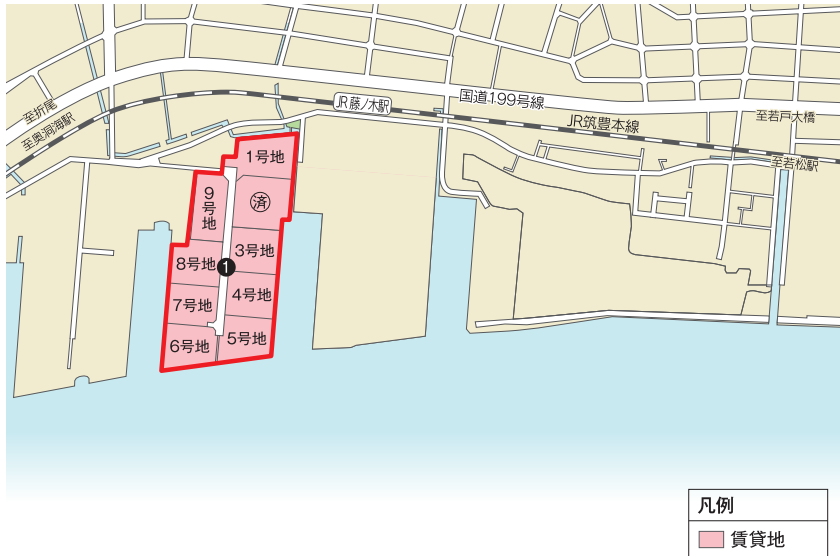 国道199号線
JR藤ノ木駅
JR筑豊本線
至若戸大橋
至若松駅
至折尾
至奥洞海駅
1号地
済
9号地
3号地
8号地
1
4号地
7号地
5号地
6号地
凡例
賃貸地